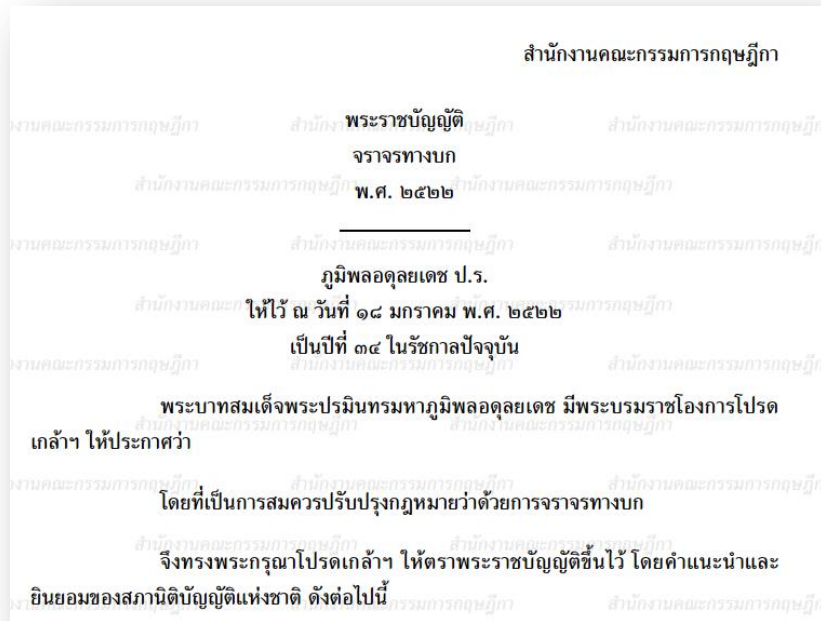 สำนักงานคณะกรรมการกฤษฎีกา
พระราชบัญญัติ
จราจรทางบก
พ.ศ. ๒๕๒๒
ภูมิพลอดุลยเดช ป.ร.
ให้ไว้ ณ วันที่ ๑๘ มกราคม พ.ศ. ๒๕๒๒
เป็นปีที่ ๓๔ ในรัชกาลปัจจุบัน
พระบาทสมเด็จพระปรมินทรมหาภูมิพลอดุลยเดช มีพระบรมราชโองการโปรด
เกล้าฯ ให้ประกาศว่า
โดยที่เป็นการสมควรปรับปรุงกฎหมายว่าด้วยการจราจรทางบก
จึงทรงพระกรุณาโปรดเกล้าฯ ให้ตราพระราชบัญญัติขึ้นไว้ โดยคำแนะนำและ
ยินยอมของสภานิติบัญญัติแห่งชาติ ดังต่อไปนี้